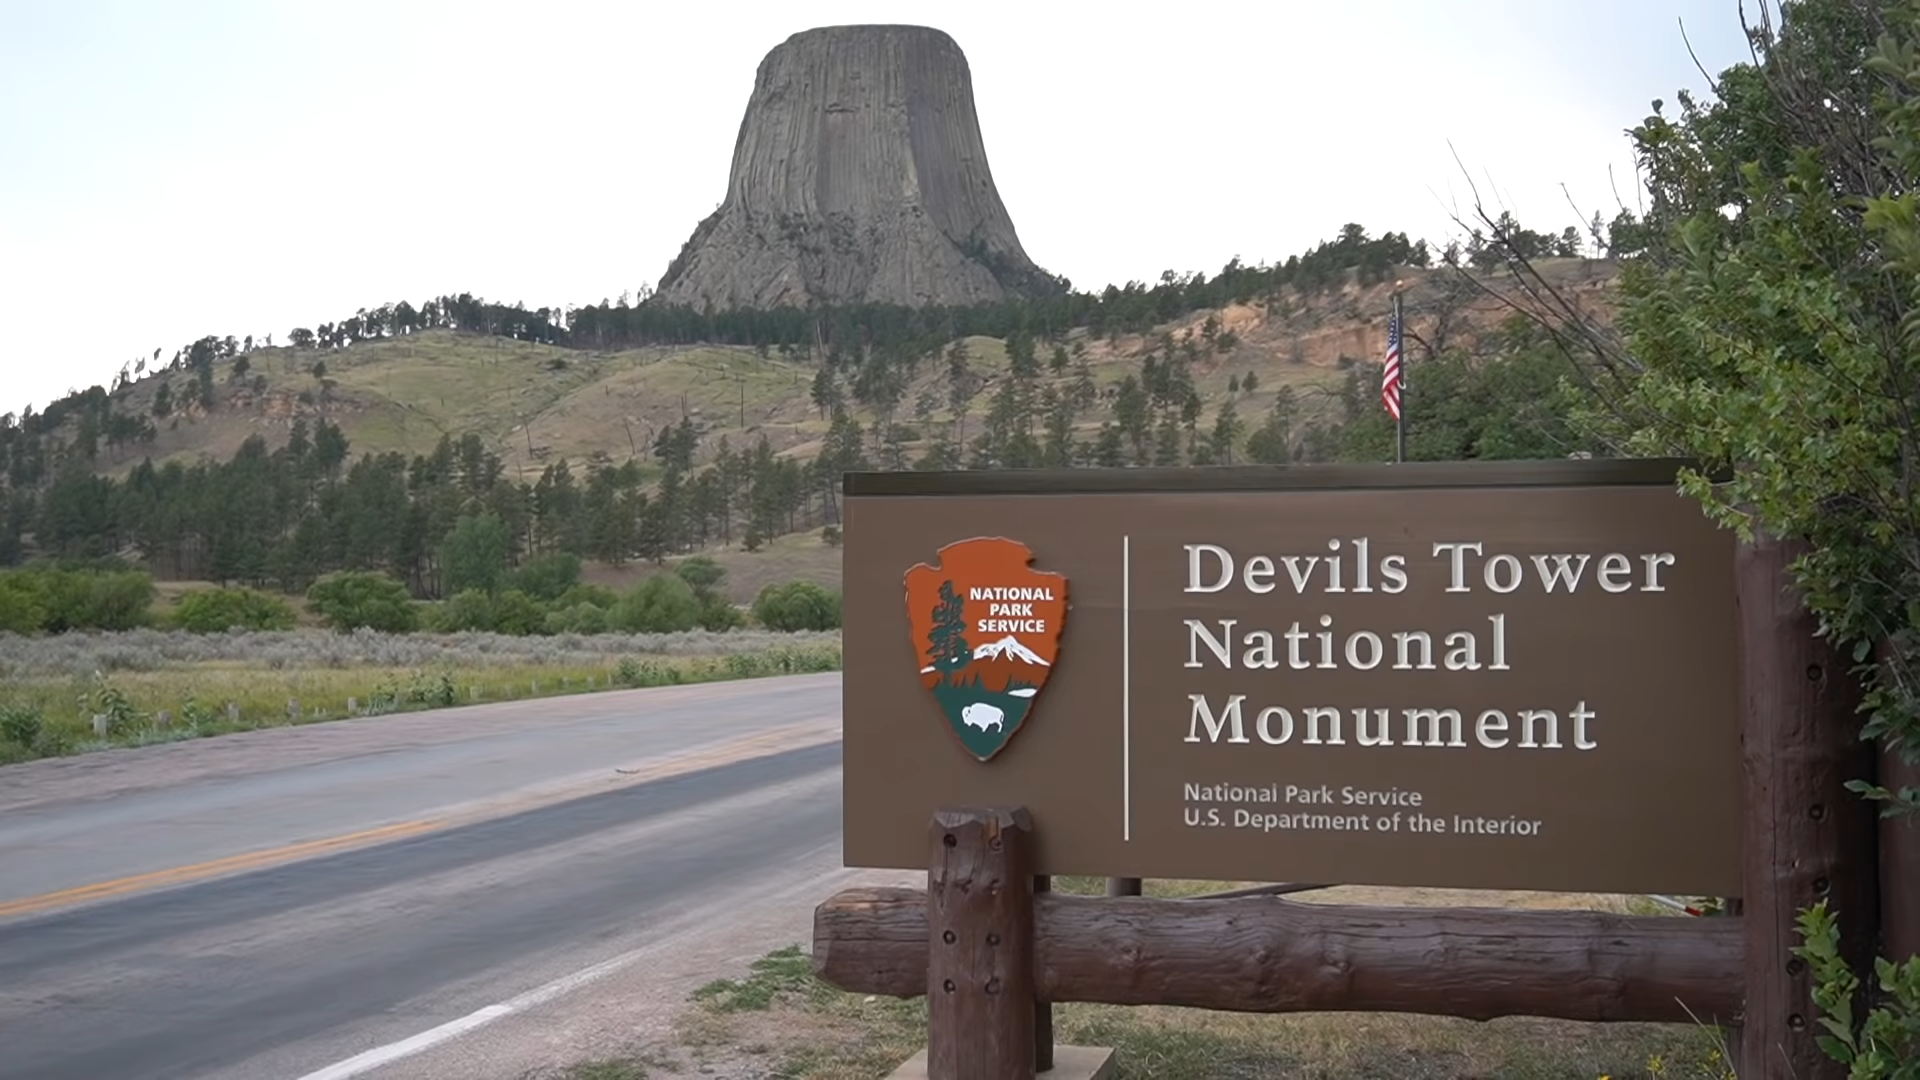 NATIONAL
PARK
SERVICE
Devils Tower
National
Monument
National Park Service
U.S. Department of the Interior